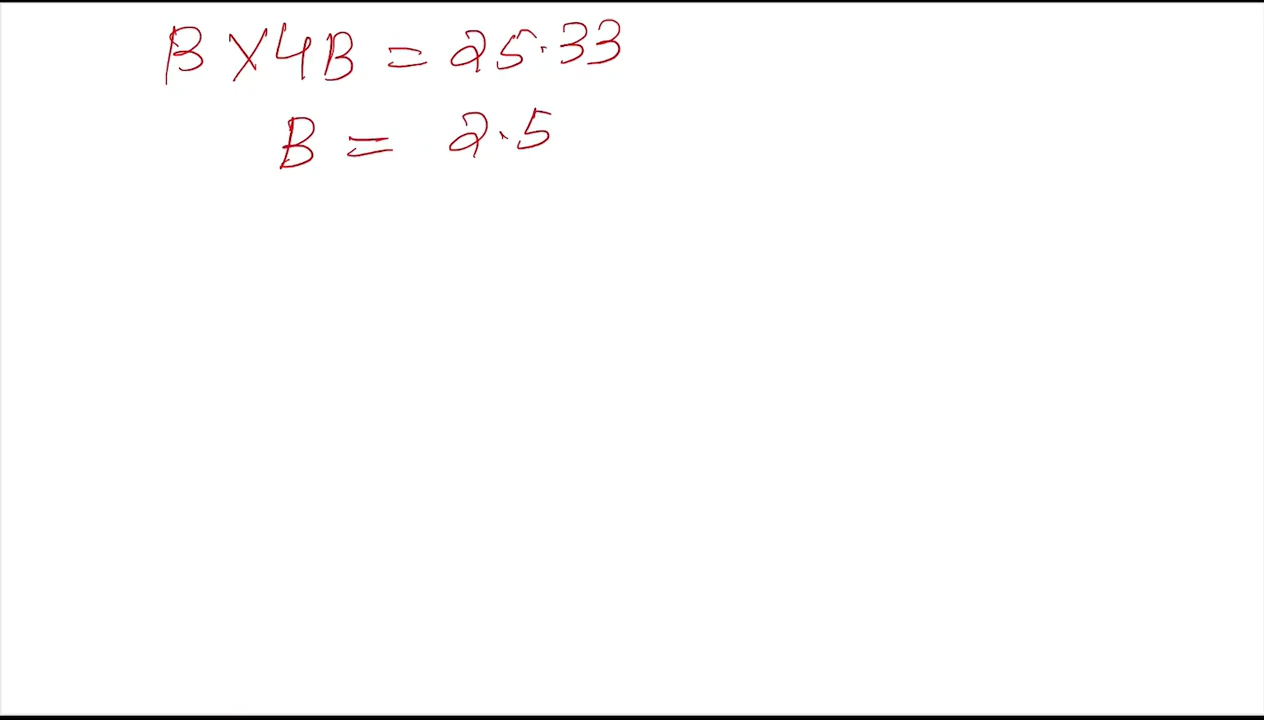 B X 4B = 25.33
B = 2.5